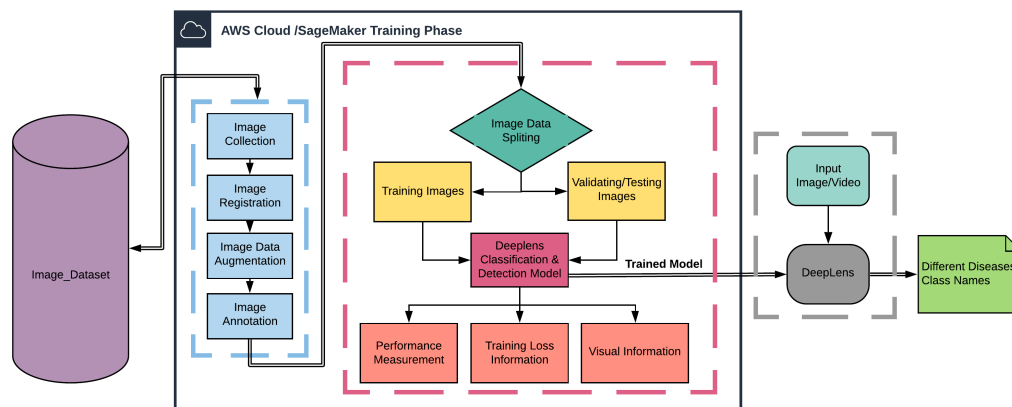 AWS Cloud /SageMaker Training Phase
Image_Dataset
Image
Collection
Image
Registration
Image Data
Augmentation
Image
Annotation
Image Data
Spliting
Training Images
Validating/Testing
Images
Deeplens
Classification &
Detection Model
Trained Model
Performance
Measurement
Training Loss
Information
Visual Information
Input
Image/Video
DeepLens
Different Diseases
Class Names